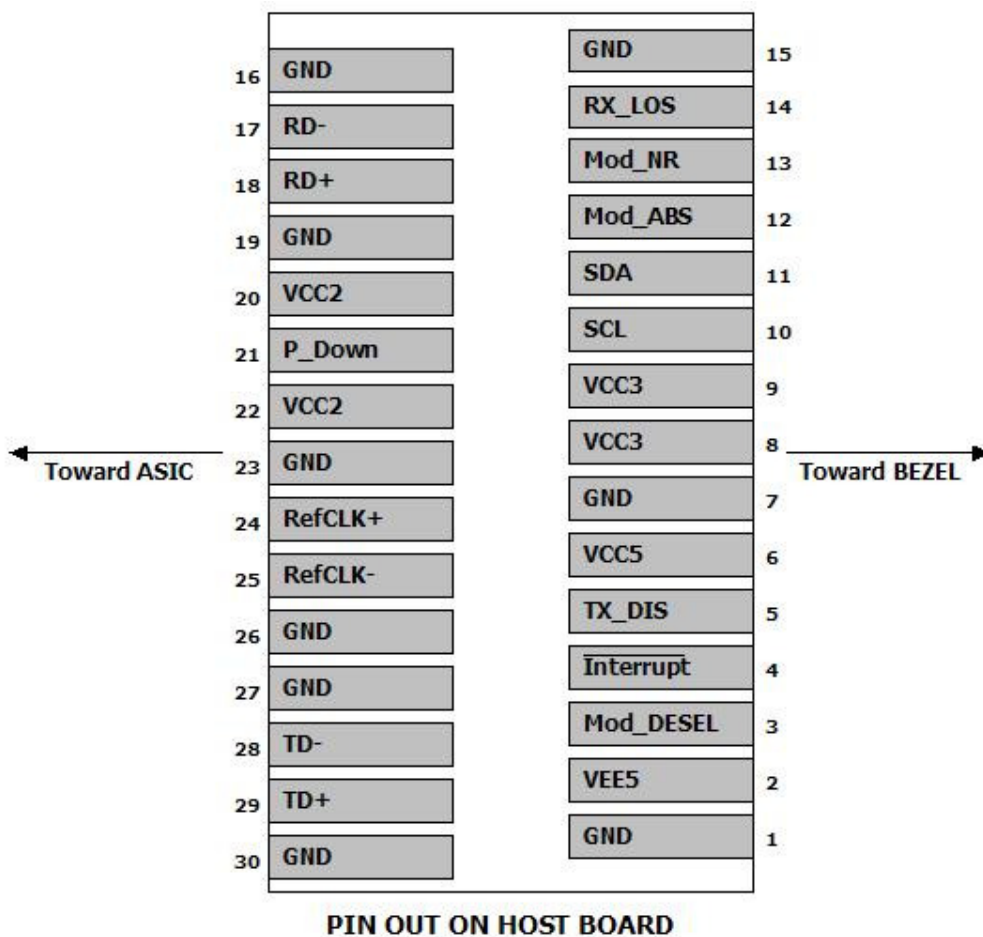 GND 15
16 GND
RX_LOS 14
17 RD-
Mod_NR 13
18 RD+
Mod_ABS 12
19 GND
SDA 11
20 VCC2
SCL 10
21 P_Down
VCC3 9
22 VCC2
VCC3 8
Toward ASIC
23 GND
Toward BEZEL
GND 7
24 RefCLK+
VCC5 6
25 RefCLK-
TX_DIS 5
26 GND
Interrupt 4
27 GND
Mod_DESEL 3
28 TD-
VEE5 2
29 TD+
GND 1
30 GND
PIN OUT ON HOST BOARD